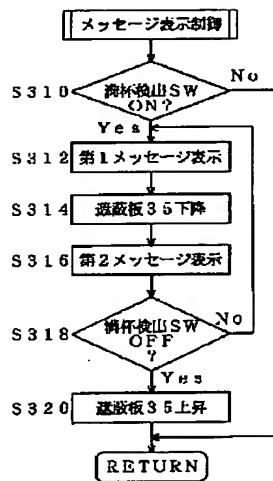 メッセージ表示制御
S310
満杯検出SW
ON?
No
Yes
S312
第1メッセージ表示
S314
遮蔽板35下降
S316
第2メッセージ表示
S318
満杯検出SW
OFF
?
No
Yes
S320
遮蔽板35上昇
RETURN